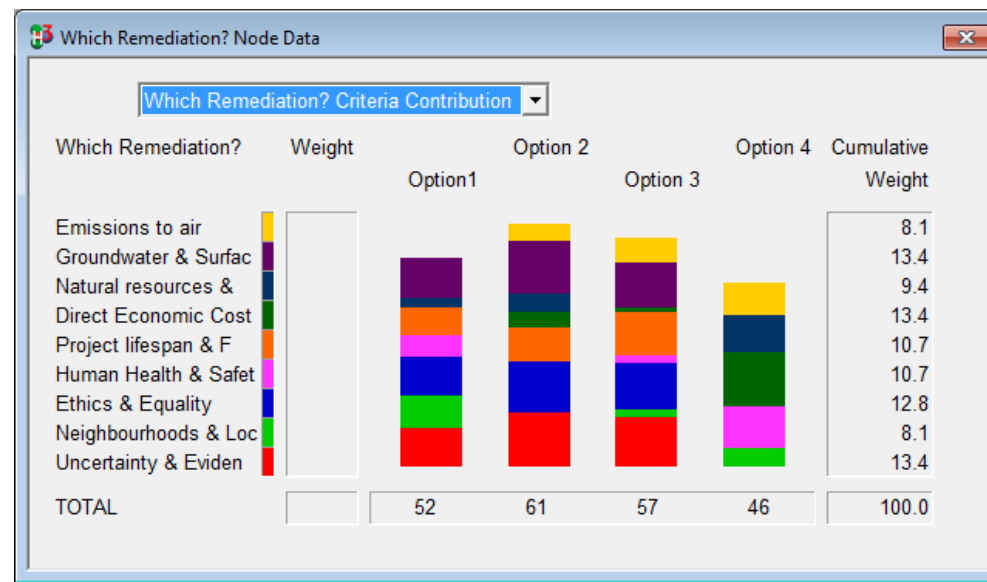 Which Remediation? Node Data
Which Remediation? Criteria Contribution
Which Remediation? Weight Option 2 Option 4 Cumulative
Option1 Option 3 Weight
Emissions to air 8.1
Groundwater & Surfac 13.4
Natural resources & 9.4
Direct Economic Cost 13.4
Project lifespan & F 10.7
Human Health & Safet 10.7
Ethics & Equality 12.8
Neighbourhoods & Loc 8.1
Uncertainty & Eviden 13.4
TOTAL 52 61 57 46 100.0